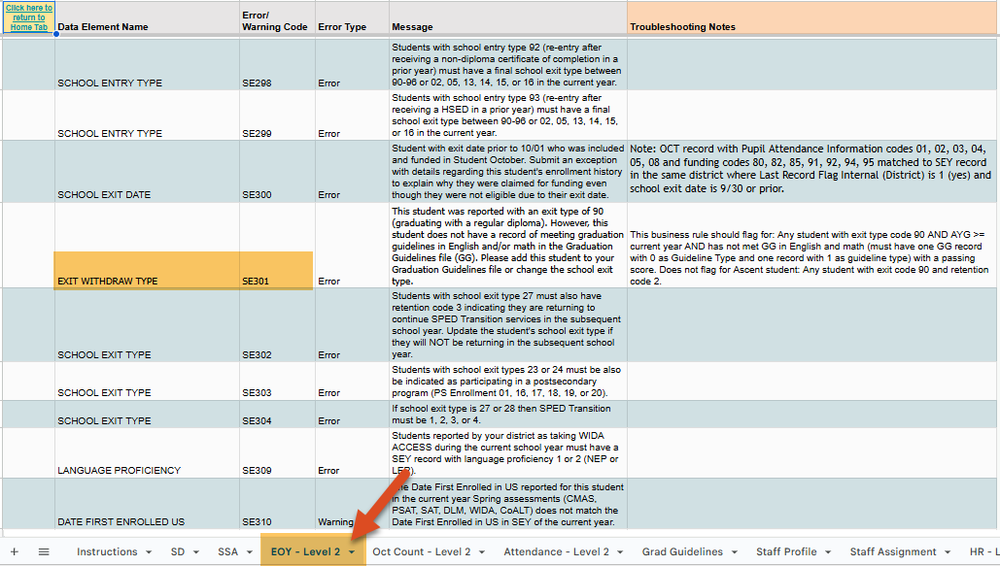 Click here to
return to
Home Tab
Data Element Name
Error/
Warning Code
Error Type
Message
Troubleshooting Notes
SCHOOL ENTRY TYPE
SE298
Error
Students with school entry type 92 (re-entry after
receiving a non-diploma certificate of completion in a
prior year) must have a final school exit type between
90-96 or 02, 05, 13, 14, 15, or 16 in the current year.
SCHOOL ENTRY TYPE
SE299
Error
Students with school entry type 93 (re-entry after
receiving a HSED in a prior year) must have a final
school exit type between 90-96 or 02, 05, 13, 14, 15,
or 16 in the current year.
SCHOOL EXIT DATE
SE300
Error
Student with exit date prior to 10/01 who was included
and funded in Student October. Submit an exception
with details regarding this student's enrollment history
to explain why they were claimed for funding even
though they were not eligible due to their exit date.
Note: OCT record with Pupil Attendance Information codes 01, 02, 03, 04,
05, 08 and funding codes 80, 82, 85, 91, 92, 94, 95 matched to SEY record
in the same district where Last Record Flag Internal (District) is 1 (yes) and
school exit date is 9/30 or prior.
EXIT WITHDRAW TYPE
SE301
Error
This student was reported with an exit type of 90
(graduating with a regular diploma). However, this
student does not have a record of meeting graduation
guidelines in English and/or math in the Graduation
Guidelines file (GG). Please add this student to your
Graduation Guidelines file or change the school exit
type.
This business rule should flag for: Any student with exit type code 90 AND AYG >=
current year AND has not met GG in English and math (must have one GG record
with 0 as Guideline Type and one record with 1 as guideline type) with a passing
score. Does not flag for Ascent student: Any student with exit code 90 and retention
code 2.
SCHOOL EXIT TYPE
SE302
Error
Students with school exit type 27 must also have
retention code 3 indicating they are returning to
continue SPED Transition services in the subsequent
school year. Update the student's school exit type if
they will NOT be returning in the subsequent school
year.
SCHOOL EXIT TYPE
SE303
Error
Students with school exit types 23 or 24 must be also
be indicated as participating in a postsecondary
program (PS Enrollment 01, 16, 17, 18, 19, or 20).
SCHOOL EXIT TYPE
SE304
Error
If school exit type is 27 or 28 then SPED Transition
must be 1, 2, 3, or 4.
LANGUAGE PROFICIENCY
SE309
Error
Students reported by your district as taking WIDA
ACCESS during the current school year must have a
SEY record with language proficiency 1 or 2 (NEP or
LEP).
DATE FIRST ENROLLED US
SE310
Warning
The Date First Enrolled in US reported for this student
in the current year Spring assessments (CMAS,
PSAT, SAT, DLM, WIDA, CoALT) does not match the
Date First Enrolled in US in SEY of the current year.
+ Instructions SD SSA EOY - Level 2 Oct Count - Level 2 Attendance - Level 2 Grad Guidelines Staff Profile Staff Assignment HR - L